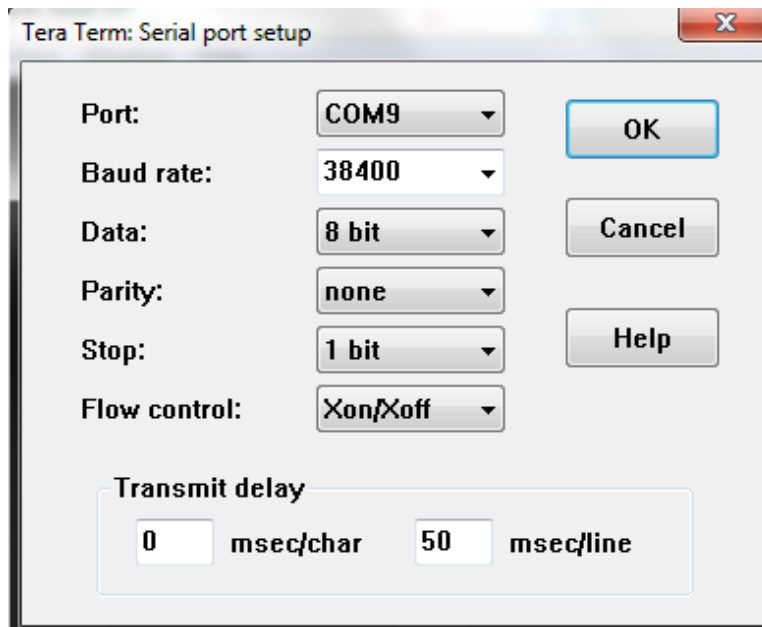 Tera Term: Serial port setup
Port: COM9 OK
Baud rate: 38400
Data: 8 bit Cancel
Parity: none
Stop: 1 bit Help
Flow control: Xon/Xoff
Transmit delay
0 msec/char 50 msec/line